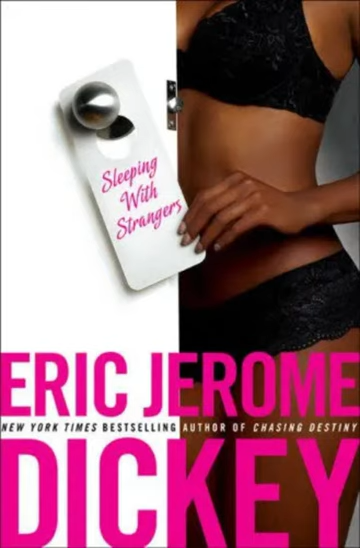 Sleeping
With
Strangers
ERIC JEROME
NEW YORK TIMES BESTSELLING AUTHOR OF CHASING DESTINY
DICKEY